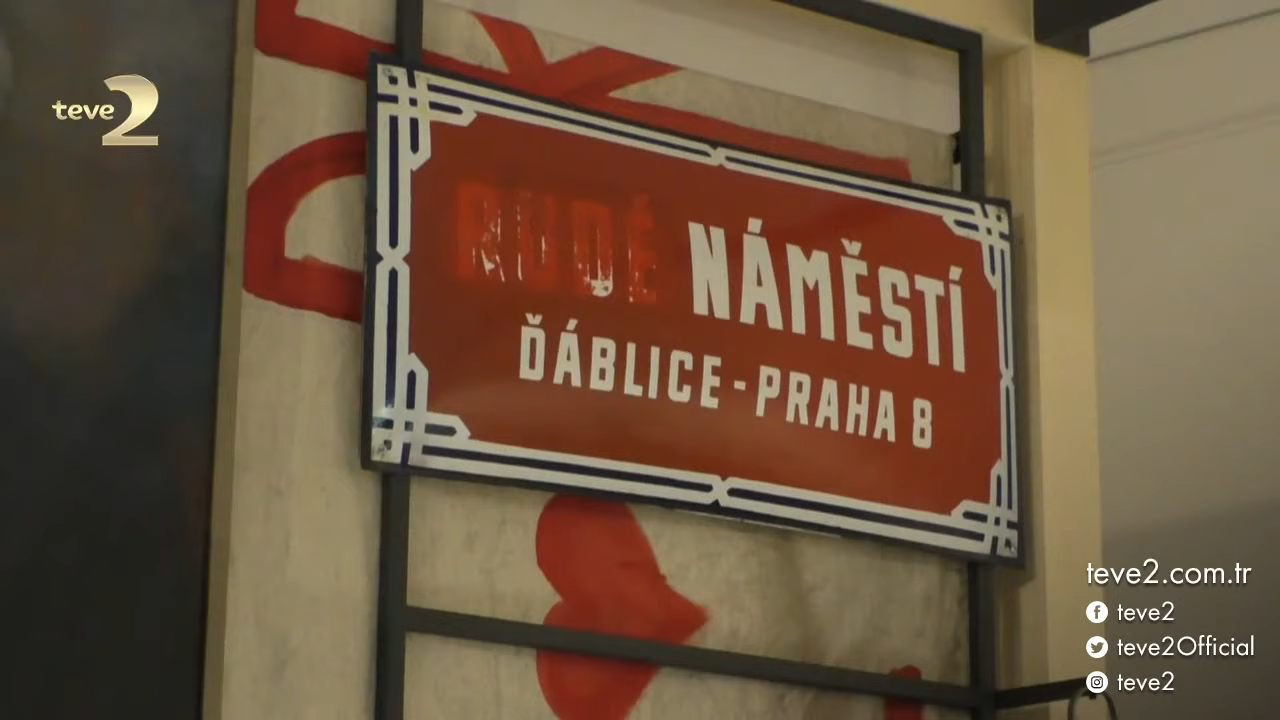 teve2
RUDÉ NÁMĚSTÍ
ĎÁBLICE-PRAHA 8
teve2.com.tr
teve2
teve2Official
teve2